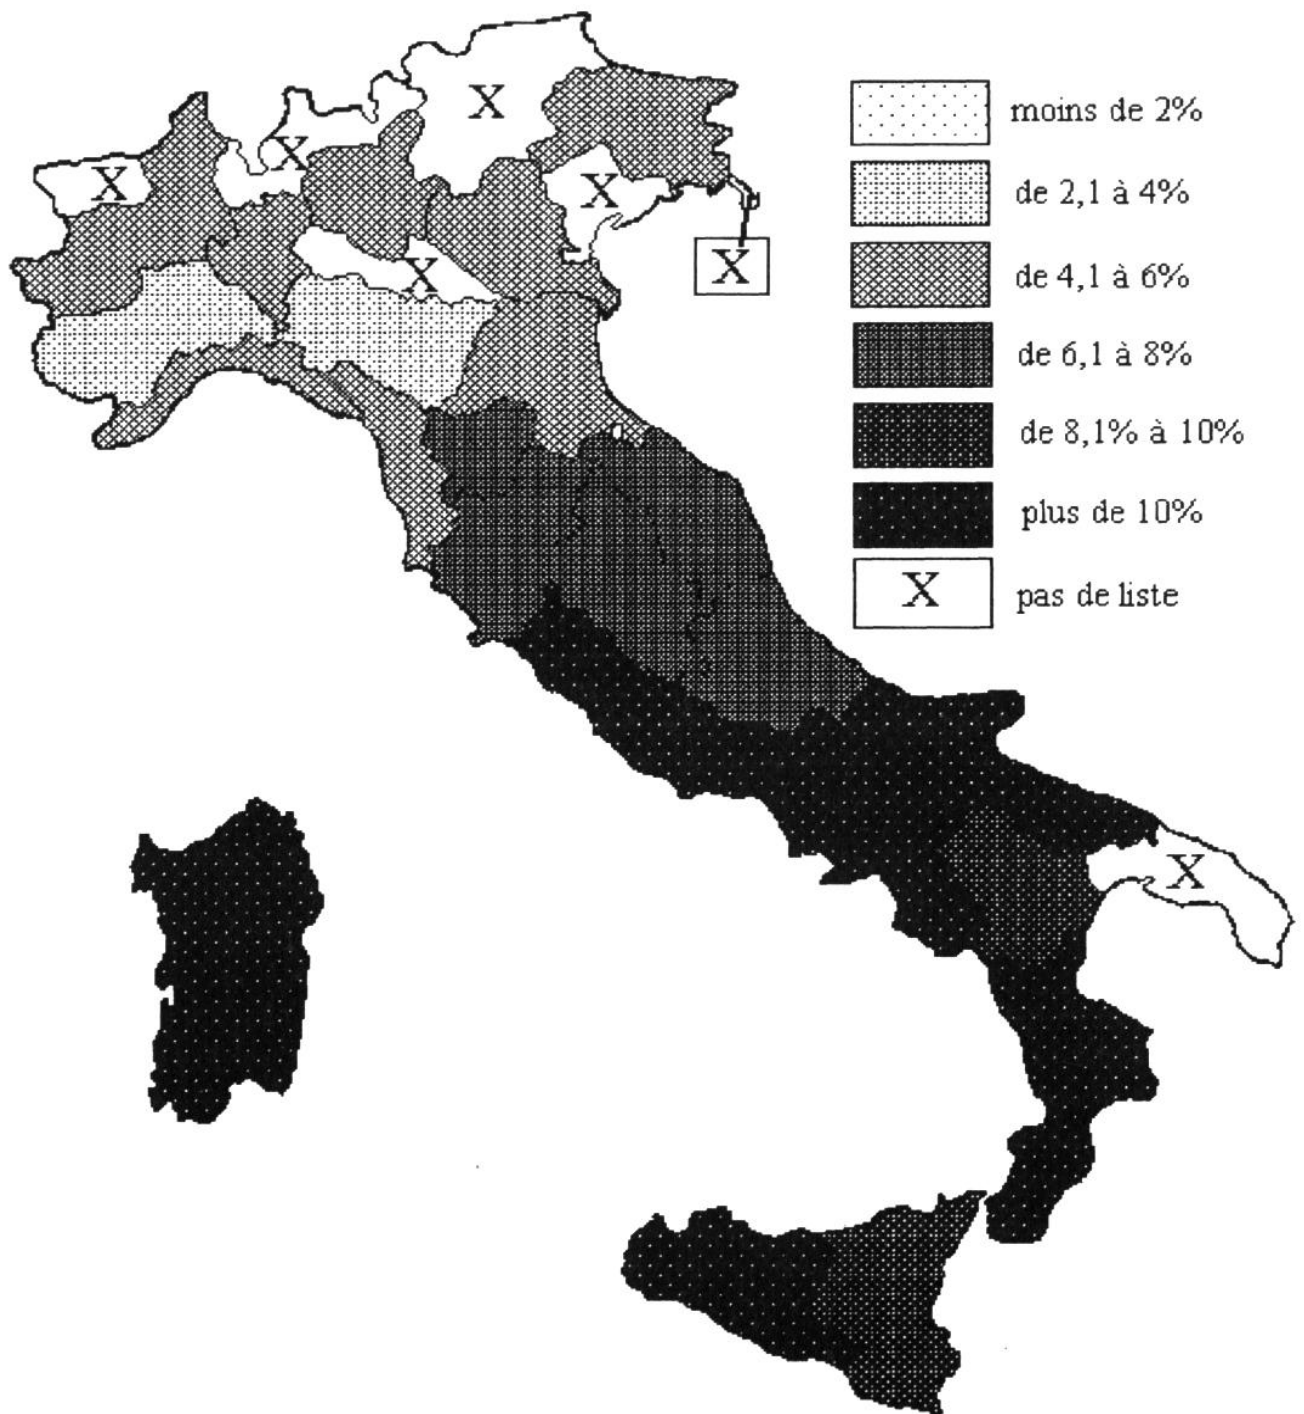 X
X
X
X
X
X
X
moins de 2%
de 2,1 à 4%
de 4,1 à 6%
de 6,1 à 8%
de 8,1% à 10%
plus de 10%
X pas de liste